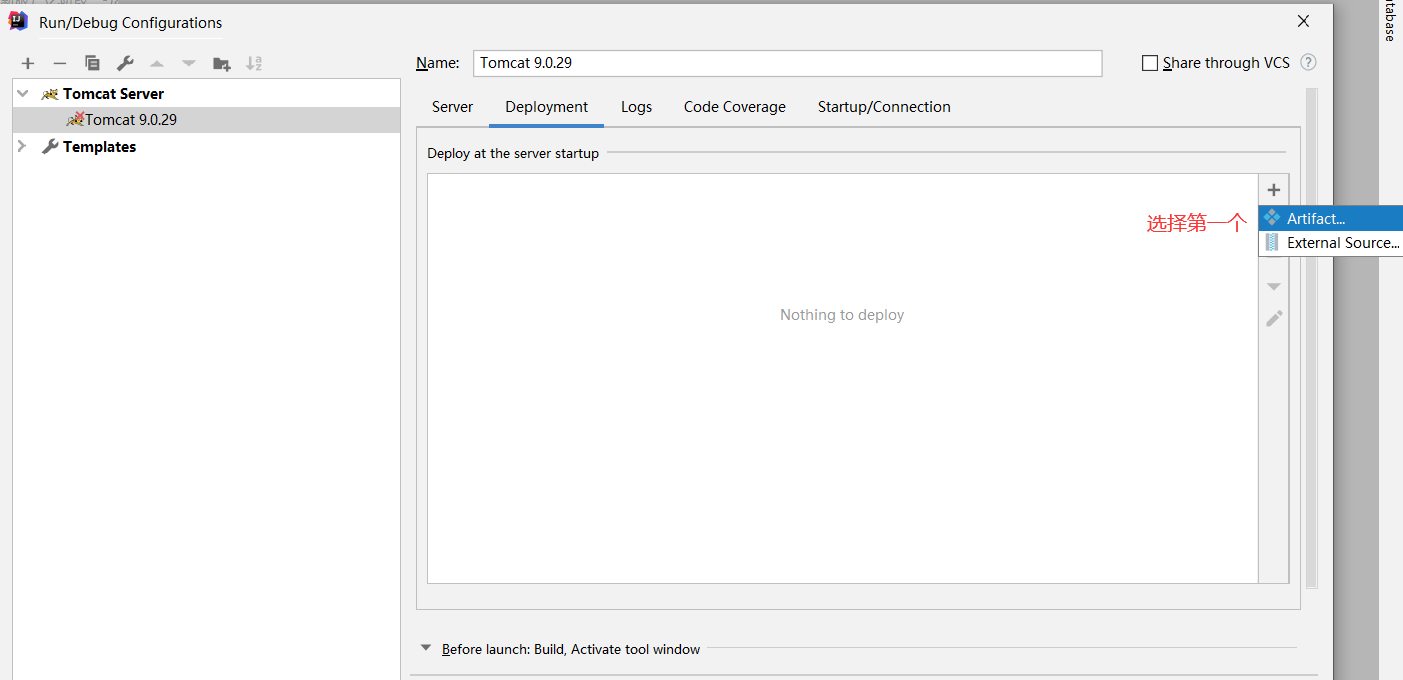 Run/Debug Configurations
Name: Tomcat 9.0.29
Share through VCS ?
Tomcat Server
Tomcat 9.0.29
Templates
Server Deployment Logs Code Coverage Startup/Connection
Deploy at the server startup
选择第一个
Artifact...
External Source...
Nothing to deploy
Before launch: Build, Activate tool window
atabase